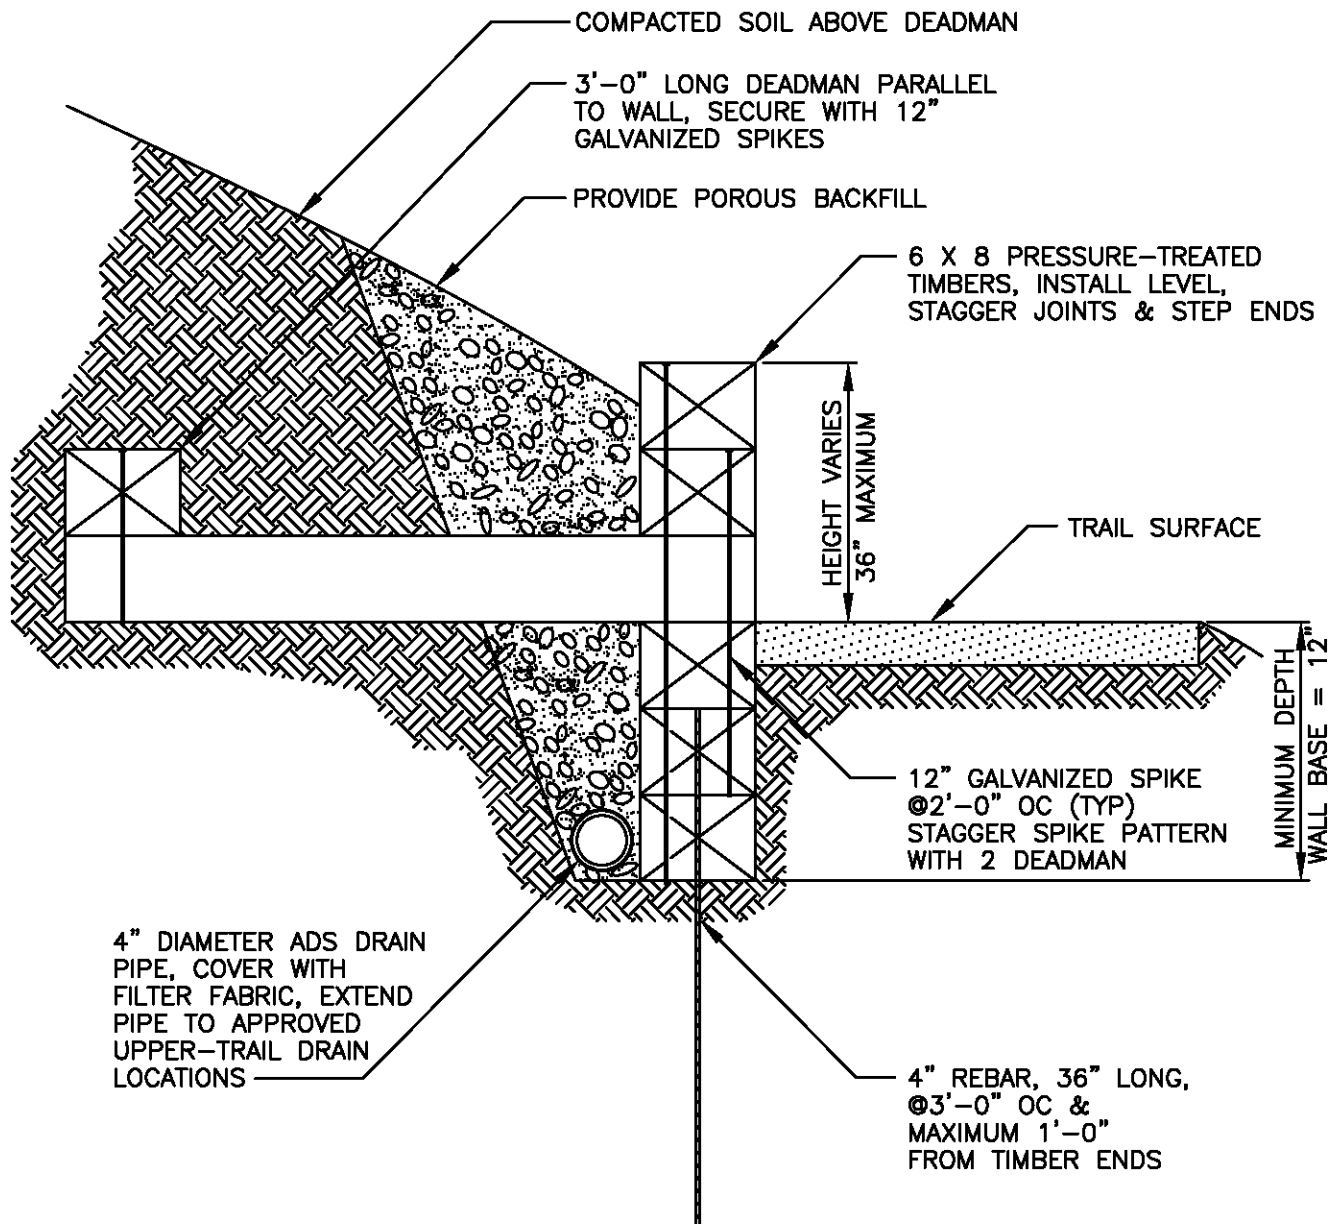 COMPACTED SOIL ABOVE DEADMAN
3'-0" LONG DEADMAN PARALLEL
TO WALL, SECURE WITH 12"
GALVANIZED SPIKES
PROVIDE POROUS BACKFILL
6 X 8 PRESSURE-TREATED
TIMBERS, INSTALL LEVEL,
STAGGER JOINTS & STEP ENDS
HEIGHT VARIES
36" MAXIMUM
TRAIL SURFACE
MINIMUM DEPTH
WALL BASE = 12"
12" GALVANIZED SPIKE
@2'-0" OC (TYP)
STAGGER SPIKE PATTERN
WITH 2 DEADMAN
4" DIAMETER ADS DRAIN
PIPE, COVER WITH
FILTER FABRIC, EXTEND
PIPE TO APPROVED
UPPER-TRAIL DRAIN
LOCATIONS
4" REBAR, 36" LONG,
@3'-0" OC &
MAXIMUM 1'-0"
FROM TIMBER ENDS